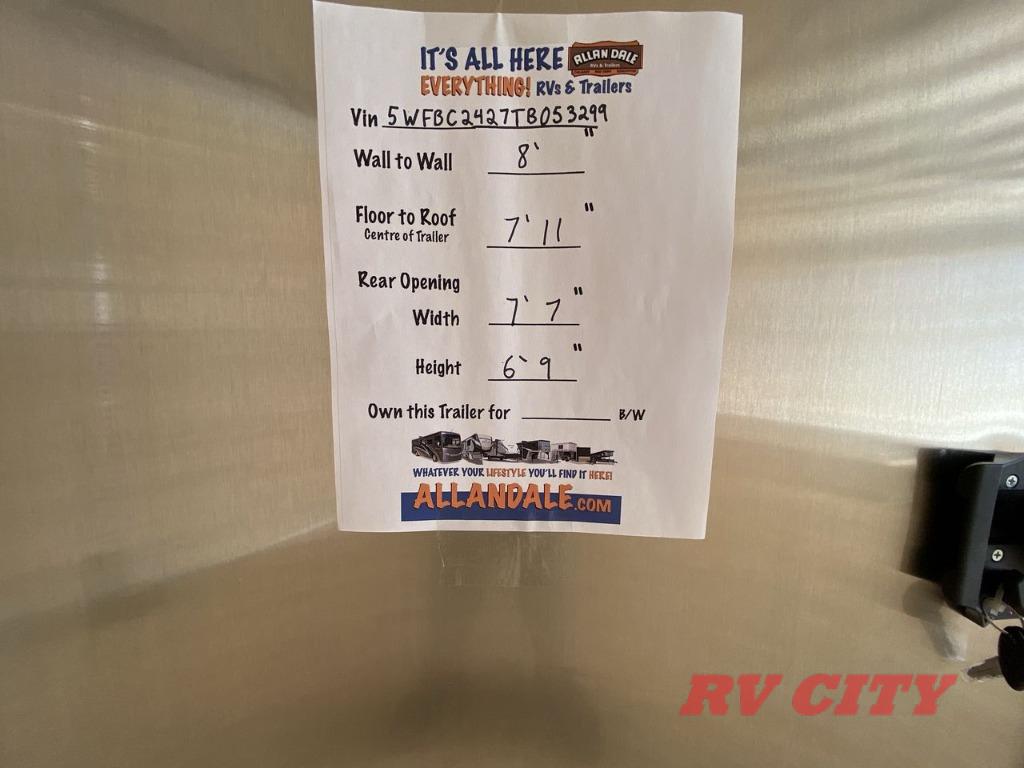 IT'S ALL HERE ALLAN DALE
RVs & Trailers
EVERYTHING! RVs & Trailers
Vin 5WFBC2427TB053299
Wall to Wall 8' "
Floor to Roof 7' 11 "
Centre of Trailer
Rear Opening
Width 7' 7 "
Height 6' 9 "
Own this Trailer for ________ B/W
WHATEVER YOUR LIFESTYLE YOU'LL FIND IT HERE!
ALLANDALE.COM
RV CITY